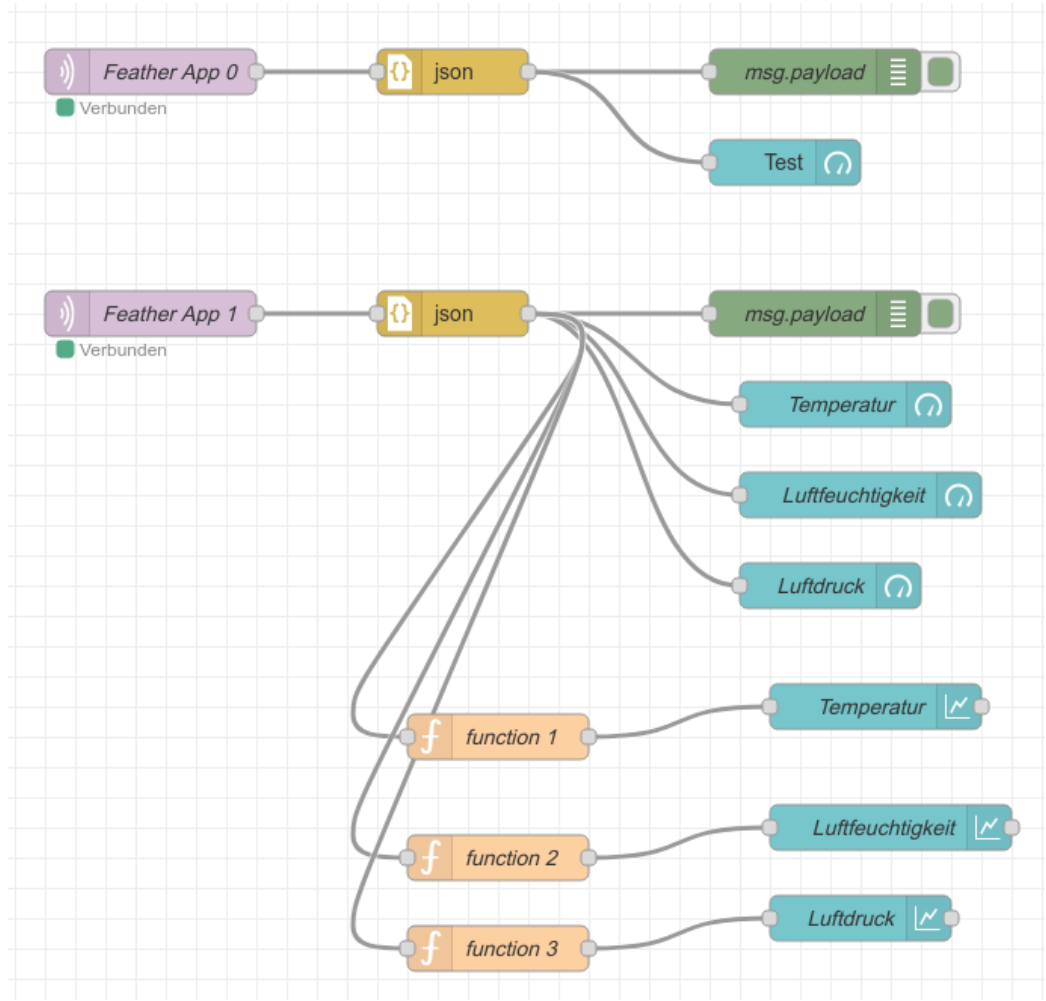 Feather App 0
json
msg.payload
Verbunden
Test
Feather App 1
json
msg.payload
Verbunden
Temperatur
Luftfeuchtigkeit
Luftdruck
Temperatur
function 1
Luftfeuchtigkeit
function 2
Luftdruck
function 3